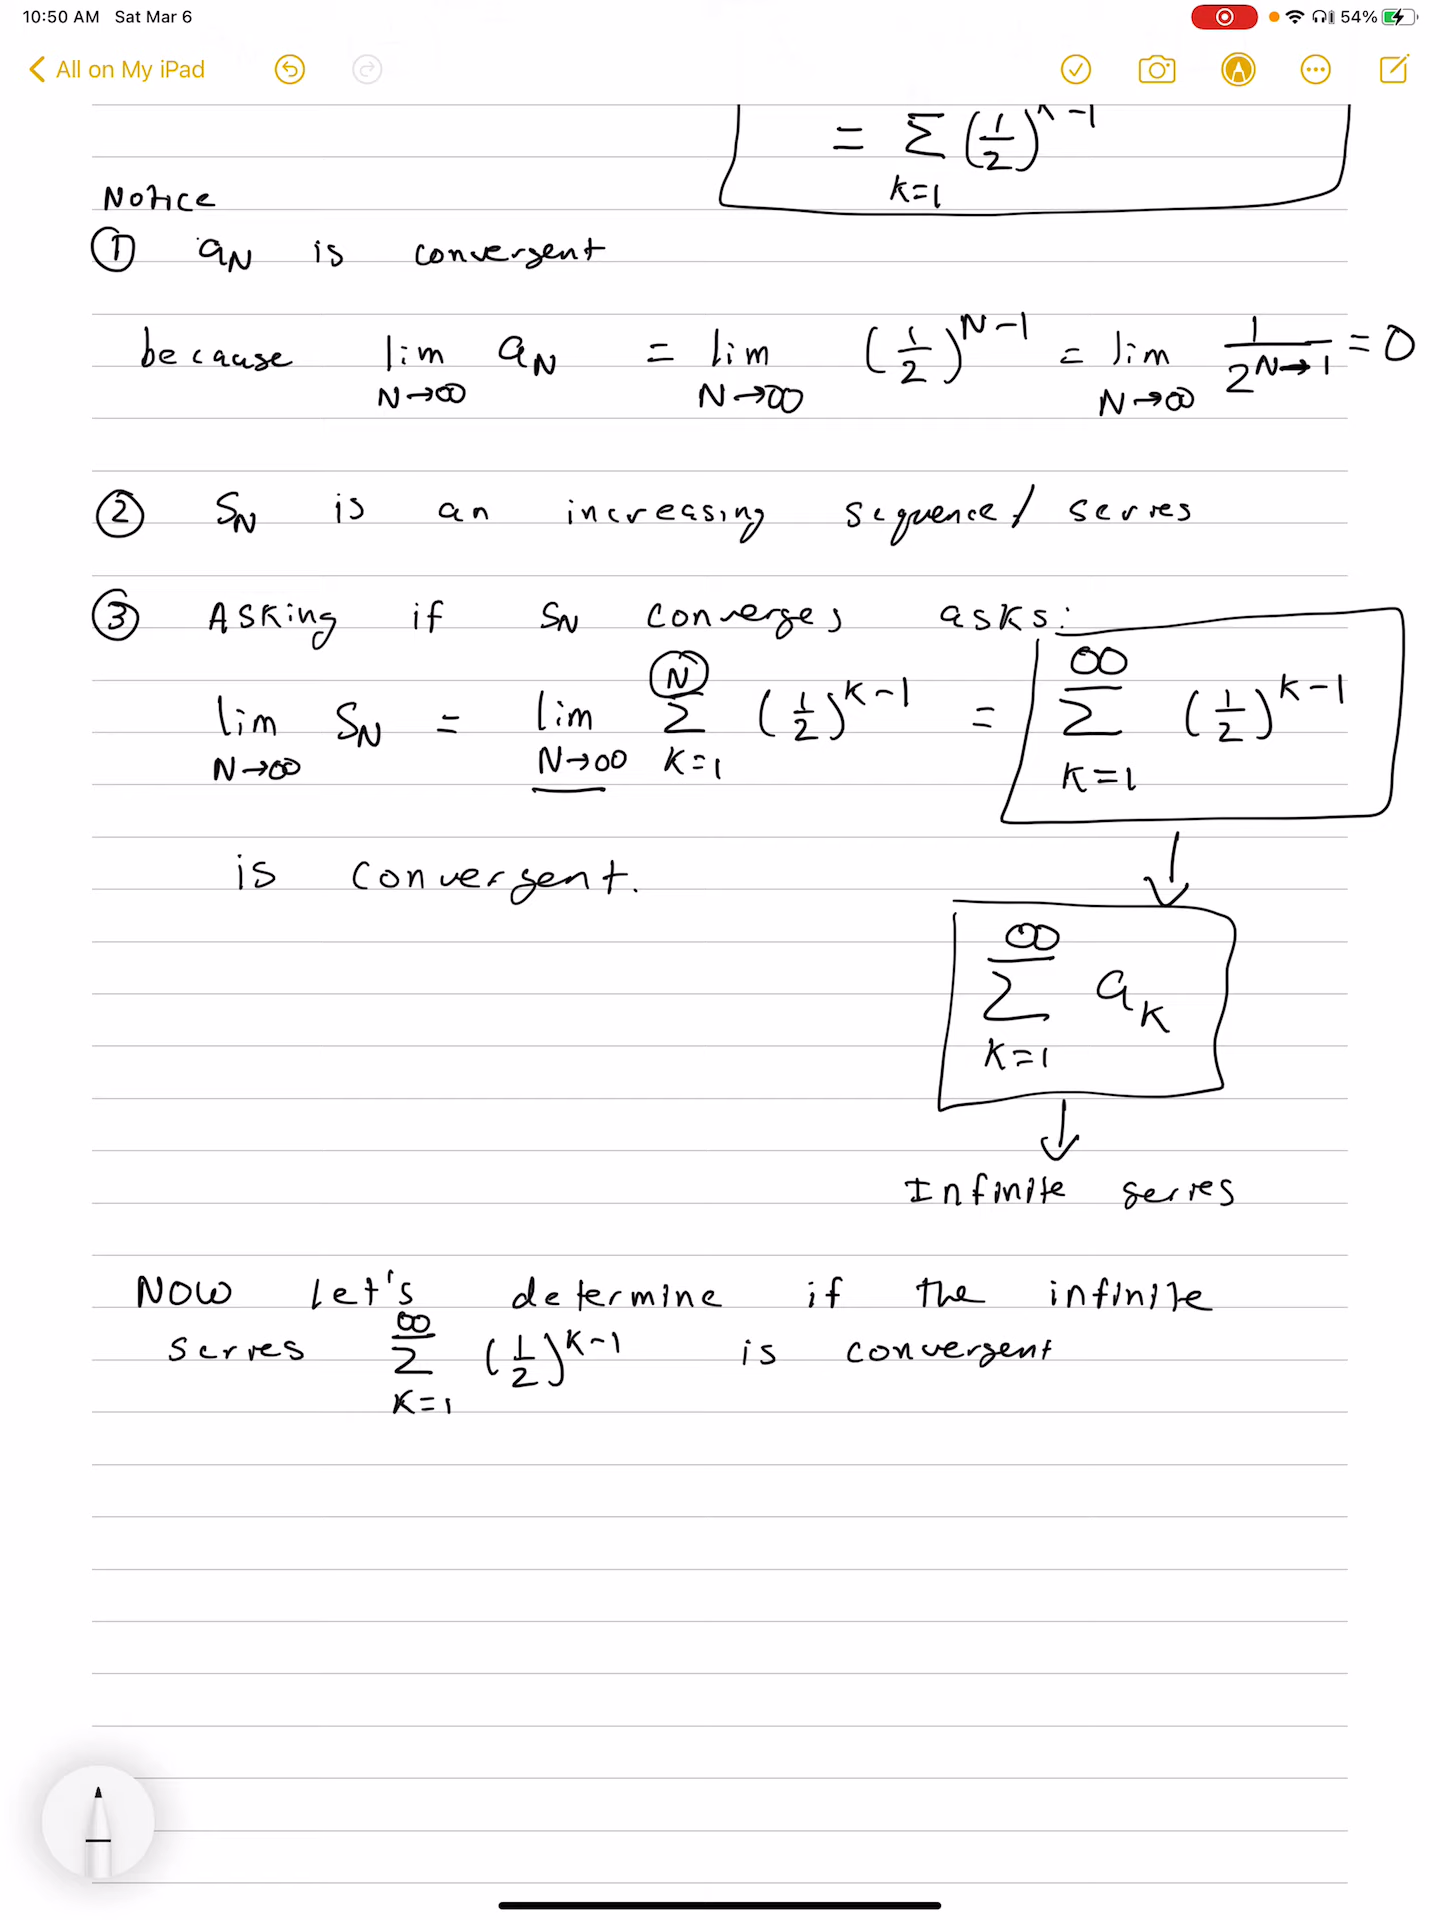 10:50 AM Sat Mar 6 54%
All on My iPad
= Σ (1/2)^k-1
k=1
Notice
① a_N is convergent
because lim N→∞ a_N = lim N→∞ (1/2)^N-1 = lim N→∞ 1/2^N-1 = 0
② S_N is an increasing sequence / series
③ Asking if S_N converges asks:
lim N→∞ S_N = lim N→∞ N Σ k=1 (1/2)^k-1 = ∞ Σ k=1 (1/2)^k-1
is convergent.
∞ Σ k=1 a_k
Infinite series
Now let's determine if the infinite
series ∞ Σ k=1 (1/2)^k-1 is convergent